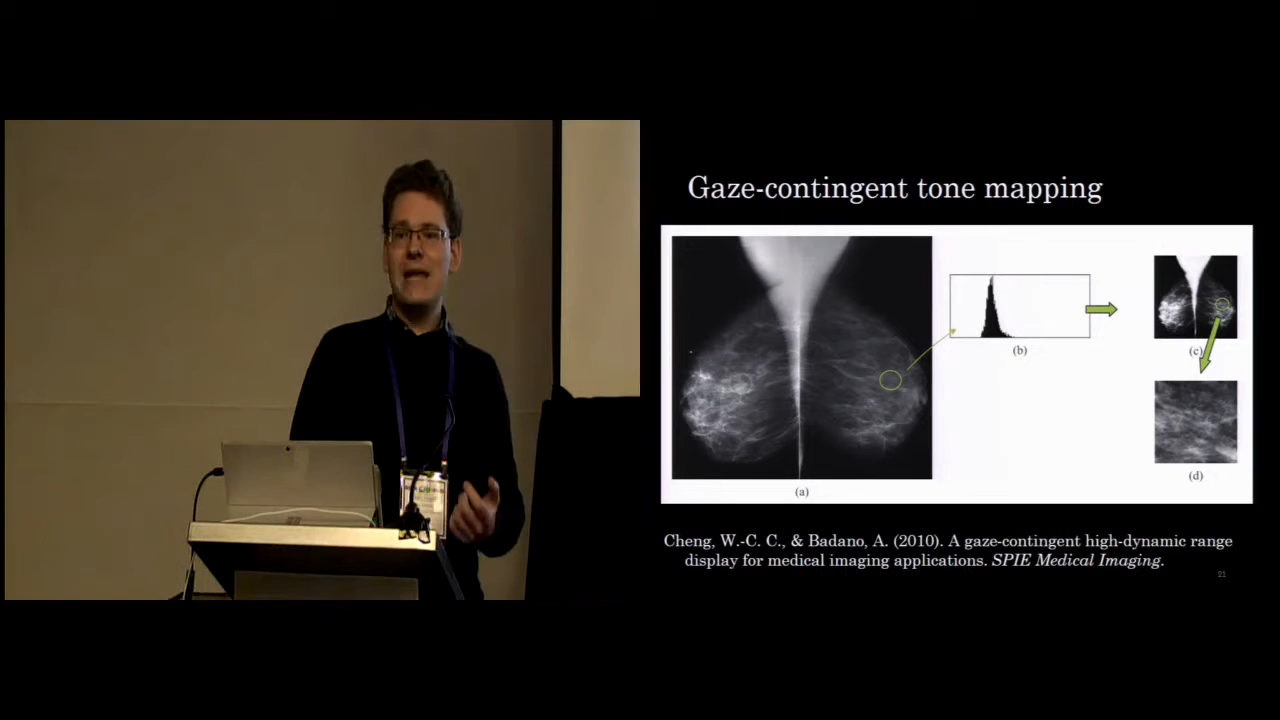 Gaze-contingent tone mapping
(a)
(b)
(c)
(d)
Cheng, W.-C. C., & Badano, A. (2010). A gaze-contingent high-dynamic range
display for medical imaging applications. SPIE Medical Imaging.
21